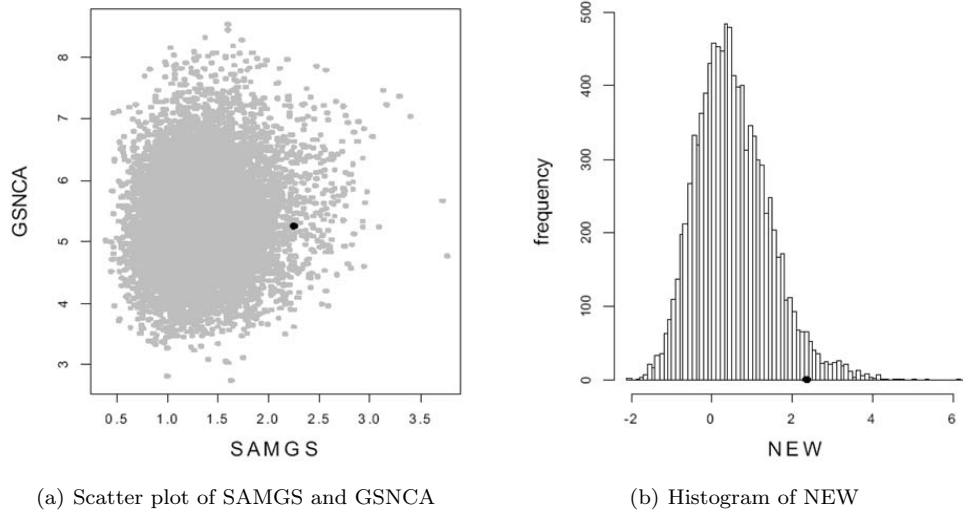 8
7
6
5
4
3
GSNCA
0.5 1.0 1.5 2.0 2.5 3.0 3.5
SAMGS
(a) Scatter plot of SAMGS and GSNCA
500
400
300
200
100
0
frequency
-2 0 2 4 6
NEW
(b) Histogram of NEW